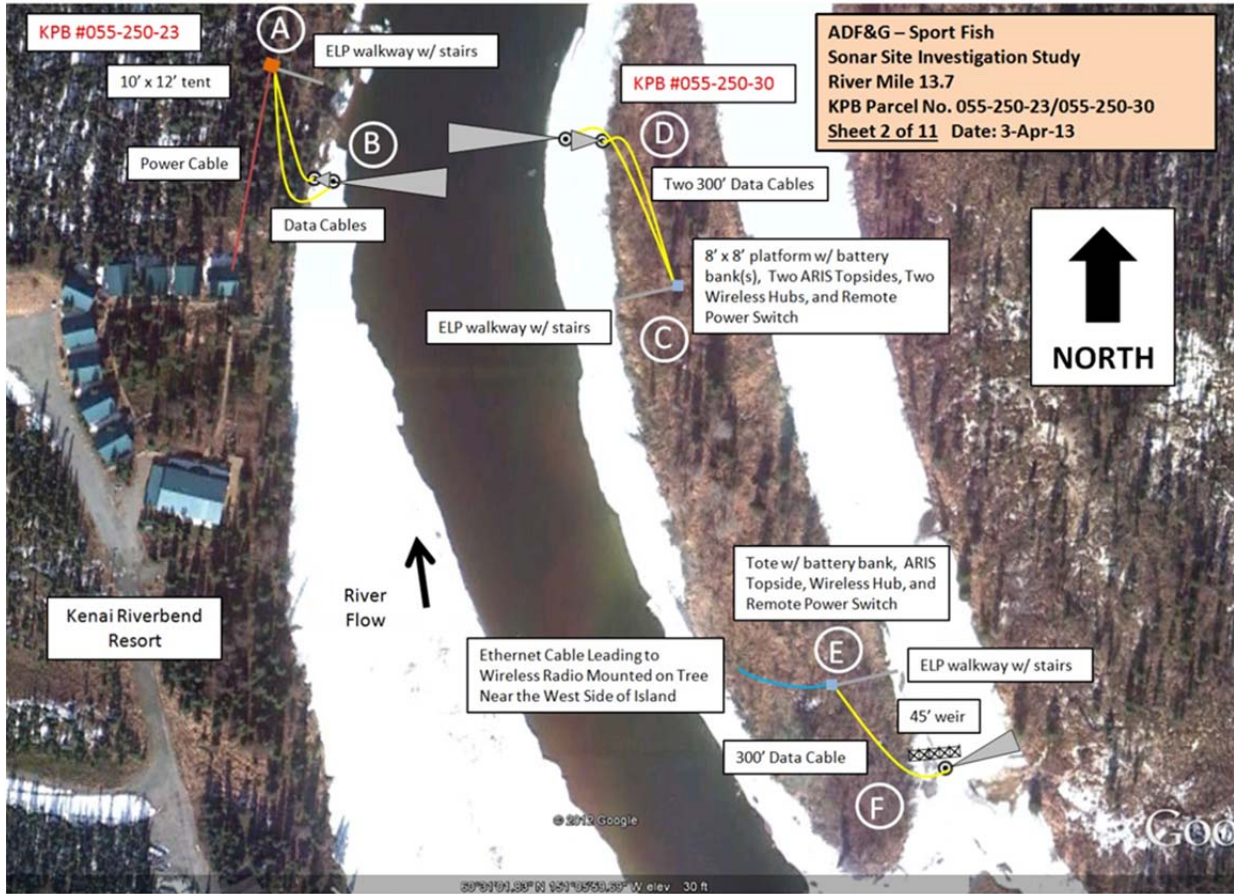 KPB #055-250-23
A
ELP walkway w/ stairs
10' x 12' tent
Power Cable
B
Data Cables
KPB #055-250-30
D
Two 300' Data Cables
ADF&G – Sport Fish
Sonar Site Investigation Study
River Mile 13.7
KPB Parcel No. 055-250-23/055-250-30
Sheet 2 of 11 Date: 3-Apr-13
8' x 8' platform w/ battery
bank(s), Two ARIS Topsides, Two
Wireless Hubs, and Remote
Power Switch
ELP walkway w/ stairs
C
NORTH
River
Flow
Kenai Riverbend
Resort
Tote w/ battery bank, ARIS
Topside, Wireless Hub, and
Remote Power Switch
Ethernet Cable Leading to
Wireless Radio Mounted on Tree
Near the West Side of Island
E
ELP walkway w/ stairs
45' weir
300' Data Cable
F
© 2012 Google
Goo